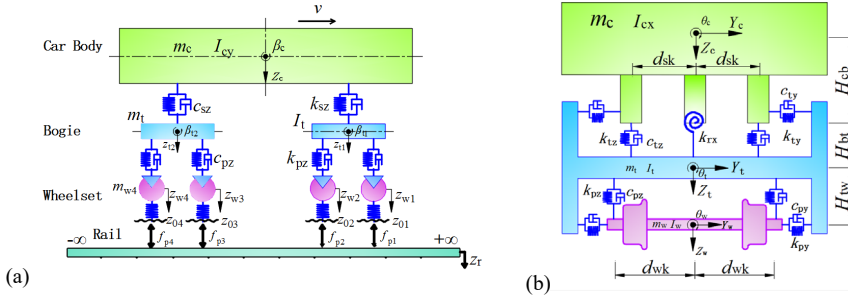 v
Car Body
m_c I_cy β_c
Z_c
c_sz k_sz
Bogie
m_t β_t2 I_t β_t1
z_t2 z_t1
c_pz k_pz
Wheelset
m_w4 z_w4 z_w3 z_w2 z_w1
z_04 z_03 z_02 z_01
-∞ Rail f_p4 f_p3 f_p2 f_p1 +∞
z_r
(a)
m_c I_cx θ_c Y_c
Z_c
d_sk d_sk
H_cb
c_ty
k_tz c_tz k_rx k_ty
H_bt
m_t I_t Y_t
θ_t
Z_t
k_pz c_pz
H_tw
c_py
θ_w
m_w I_w Y_w
k_py
Z_w
d_wk d_wk
(b)